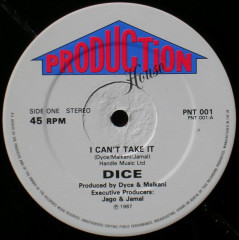 PRODUCTION
House
SIDE ONE STEREO
45 RPM
PNT 001
PNT 001-A
I CAN'T TAKE IT
(Dyce/Malkani/Jamal)
Handle Music Ltd
DICE
Produced by Dyce & Malkani
Executive Producers:
Jago & Jamal
℗ 1987